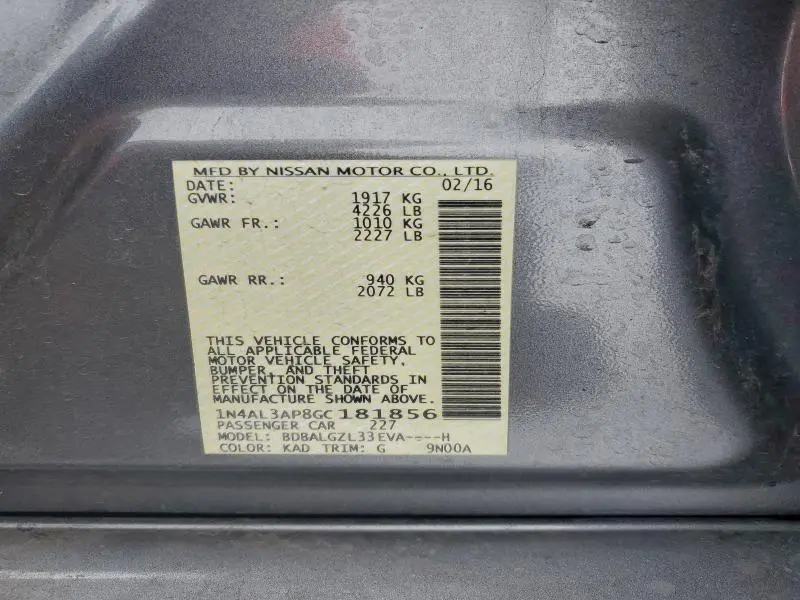 MFD BY NISSAN MOTOR CO., LTD.
DATE: 02/16
GVWR: 1917 KG
4226 LB
GAWR FR.: 1010 KG
2227 LB
GAWR RR.: 940 KG
2072 LB
THIS VEHICLE CONFORMS TO
ALL APPLICABLE FEDERAL
MOTOR VEHICLE SAFETY,
BUMPER, AND THEFT
PREVENTION STANDARDS IN
EFFECT ON THE DATE OF
MANUFACTURE SHOWN ABOVE.
1N4AL3AP8GC181856
PASSENGER CAR 227
MODEL: BDBALGZL33EVA----H
COLOR: KAD TRIM: G 9N00A